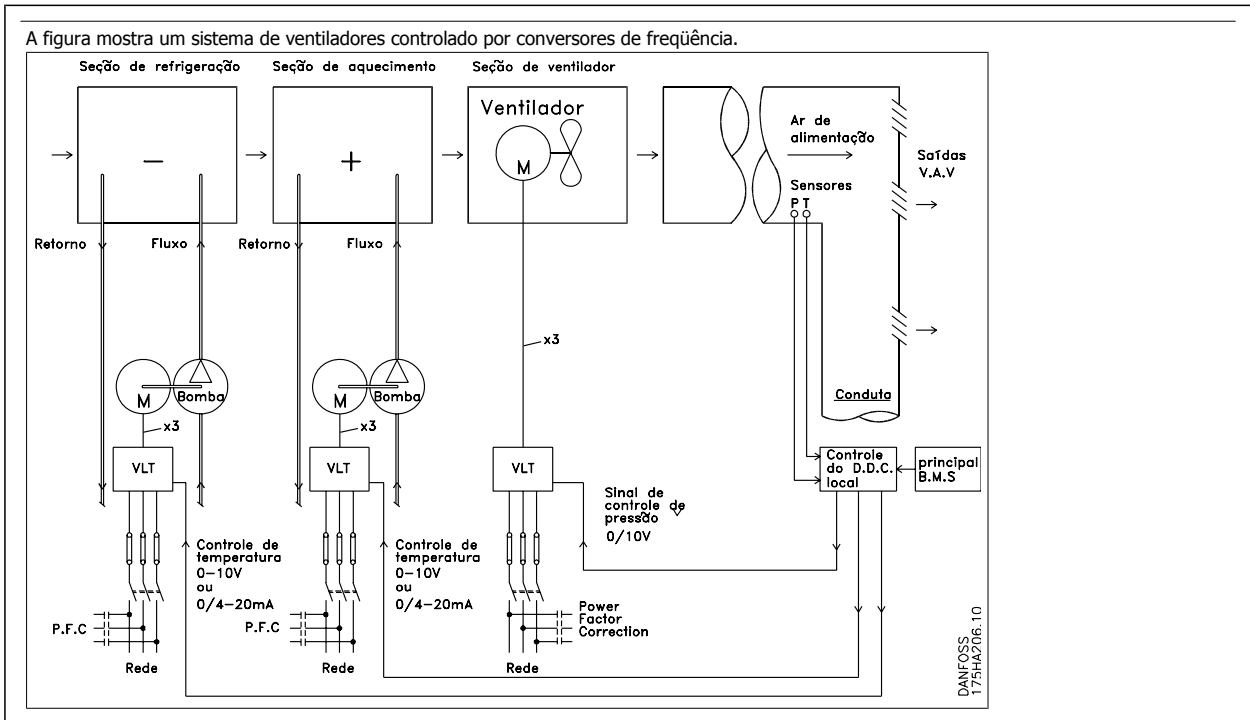 A figura mostra um sistema de ventiladores controlado por conversores de freqüência.
Seção de refrigeração
Seção de aquecimento
Seção de ventilador
Ventilador
M
−
+
Ar de
alimentação
Saídas
V.A.V
Sensores
P T
Retorno
Fluxo
Retorno
Fluxo
x3
M
Bomba
M
Bomba
Conduta
x3
x3
VLT
VLT
VLT
Controle
do D.D.C.
local
principal
B.M.S
Sinal de
controle de
pressão
0/10V
Controle de
temperatura
0-10V
ou
0/4-20mA
Controle de
temperatura
0-10V
ou
0/4-20mA
P.F.C
P.F.C
Power
Factor
Correction
Rede
Rede
Rede
DANFOSS
175HA206.10